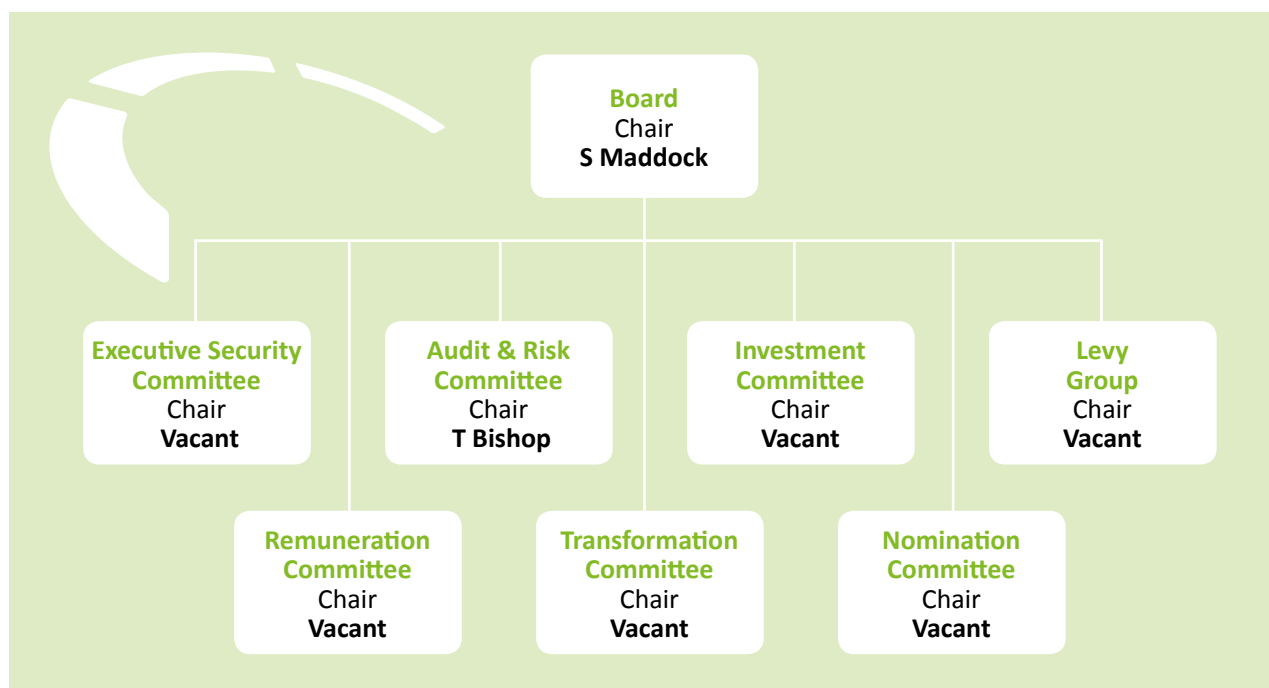 Board
Chair
S Maddock
Executive Security
Committee
Chair
Vacant
Audit & Risk
Committee
Chair
T Bishop
Investment
Committee
Chair
Vacant
Levy
Group
Chair
Vacant
Remuneration
Committee
Chair
Vacant
Transformation
Committee
Chair
Vacant
Nomination
Committee
Chair
Vacant